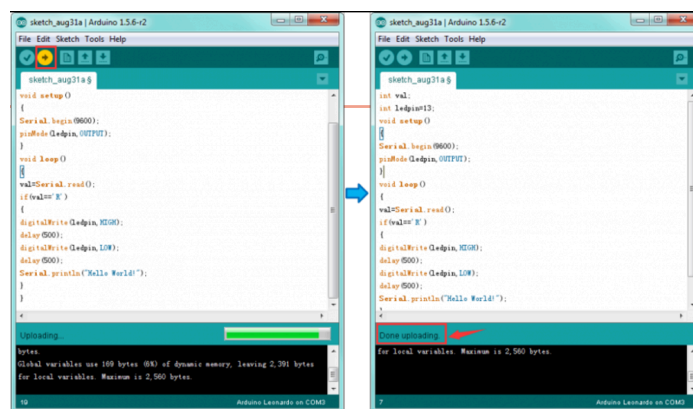 sketch_aug31a | Arduino 1.5.6-r2
File Edit Sketch Tools Help
sketch_aug31a §
void setup()
{
Serial.begin(9600);
pinMode(ledpin,OUTPUT);
}
void loop()
{
val=Serial.read();
if(val=='R')
{
digitalWrite(ledpin,HIGH);
delay(500);
digitalWrite(ledpin,LOW);
delay(500);
Serial.println("Hello World!");
}
}
Uploading...
bytes.
Global variables use 169 bytes (6%) of dynamic memory, leaving 2,391 bytes
for local variables. Maximum is 2,560 bytes.
19
Arduino Leonardo on COM3
sketch_aug31a | Arduino 1.5.6-r2
File Edit Sketch Tools Help
sketch_aug31a §
int val;
int ledpin=13;
void setup()
{
Serial.begin(9600);
pinMode(ledpin,OUTPUT);
}
void loop()
{
val=Serial.read();
if(val=='R')
{
digitalWrite(ledpin,HIGH);
delay(500);
digitalWrite(ledpin,LOW);
delay(500);
Serial.println("Hello World!");
}
Done uploading.
for local variables. Maximum is 2,560 bytes.
7
Arduino Leonardo on COM3